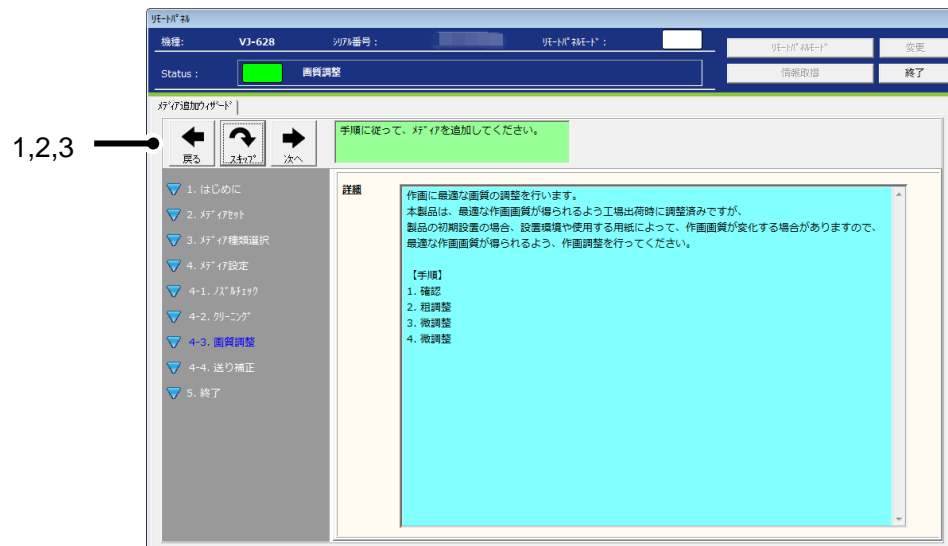 リモートパネル
機種: VJ-628 シリアル番号: リモートパネルモード:
リモートパネルモード 変更
Status: 画質調整
情報取得 終了
メディア追加ウィザード
1,2,3
戻る スキップ 次へ
手順に従って、メディアを追加してください。
1. はじめに
2. メディアセット
3. メディア種類選択
4. メディア設定
4-1. ノズルチェック
4-2. クリーニング
4-3. 画質調整
4-4. 送り補正
5. 終了
詳細
作画に最適な画質の調整を行います。
本製品は、最適な作画画質が得られるよう工場出荷時に調整済みですが、
製品の初期設置の場合、設置環境や使用する用紙によって、作画画質が変化する場合がありますので、
最適な作画画質が得られるよう、作画調整を行ってください。
【手順】
1. 確認
2. 粗調整
3. 微調整
4. 微調整